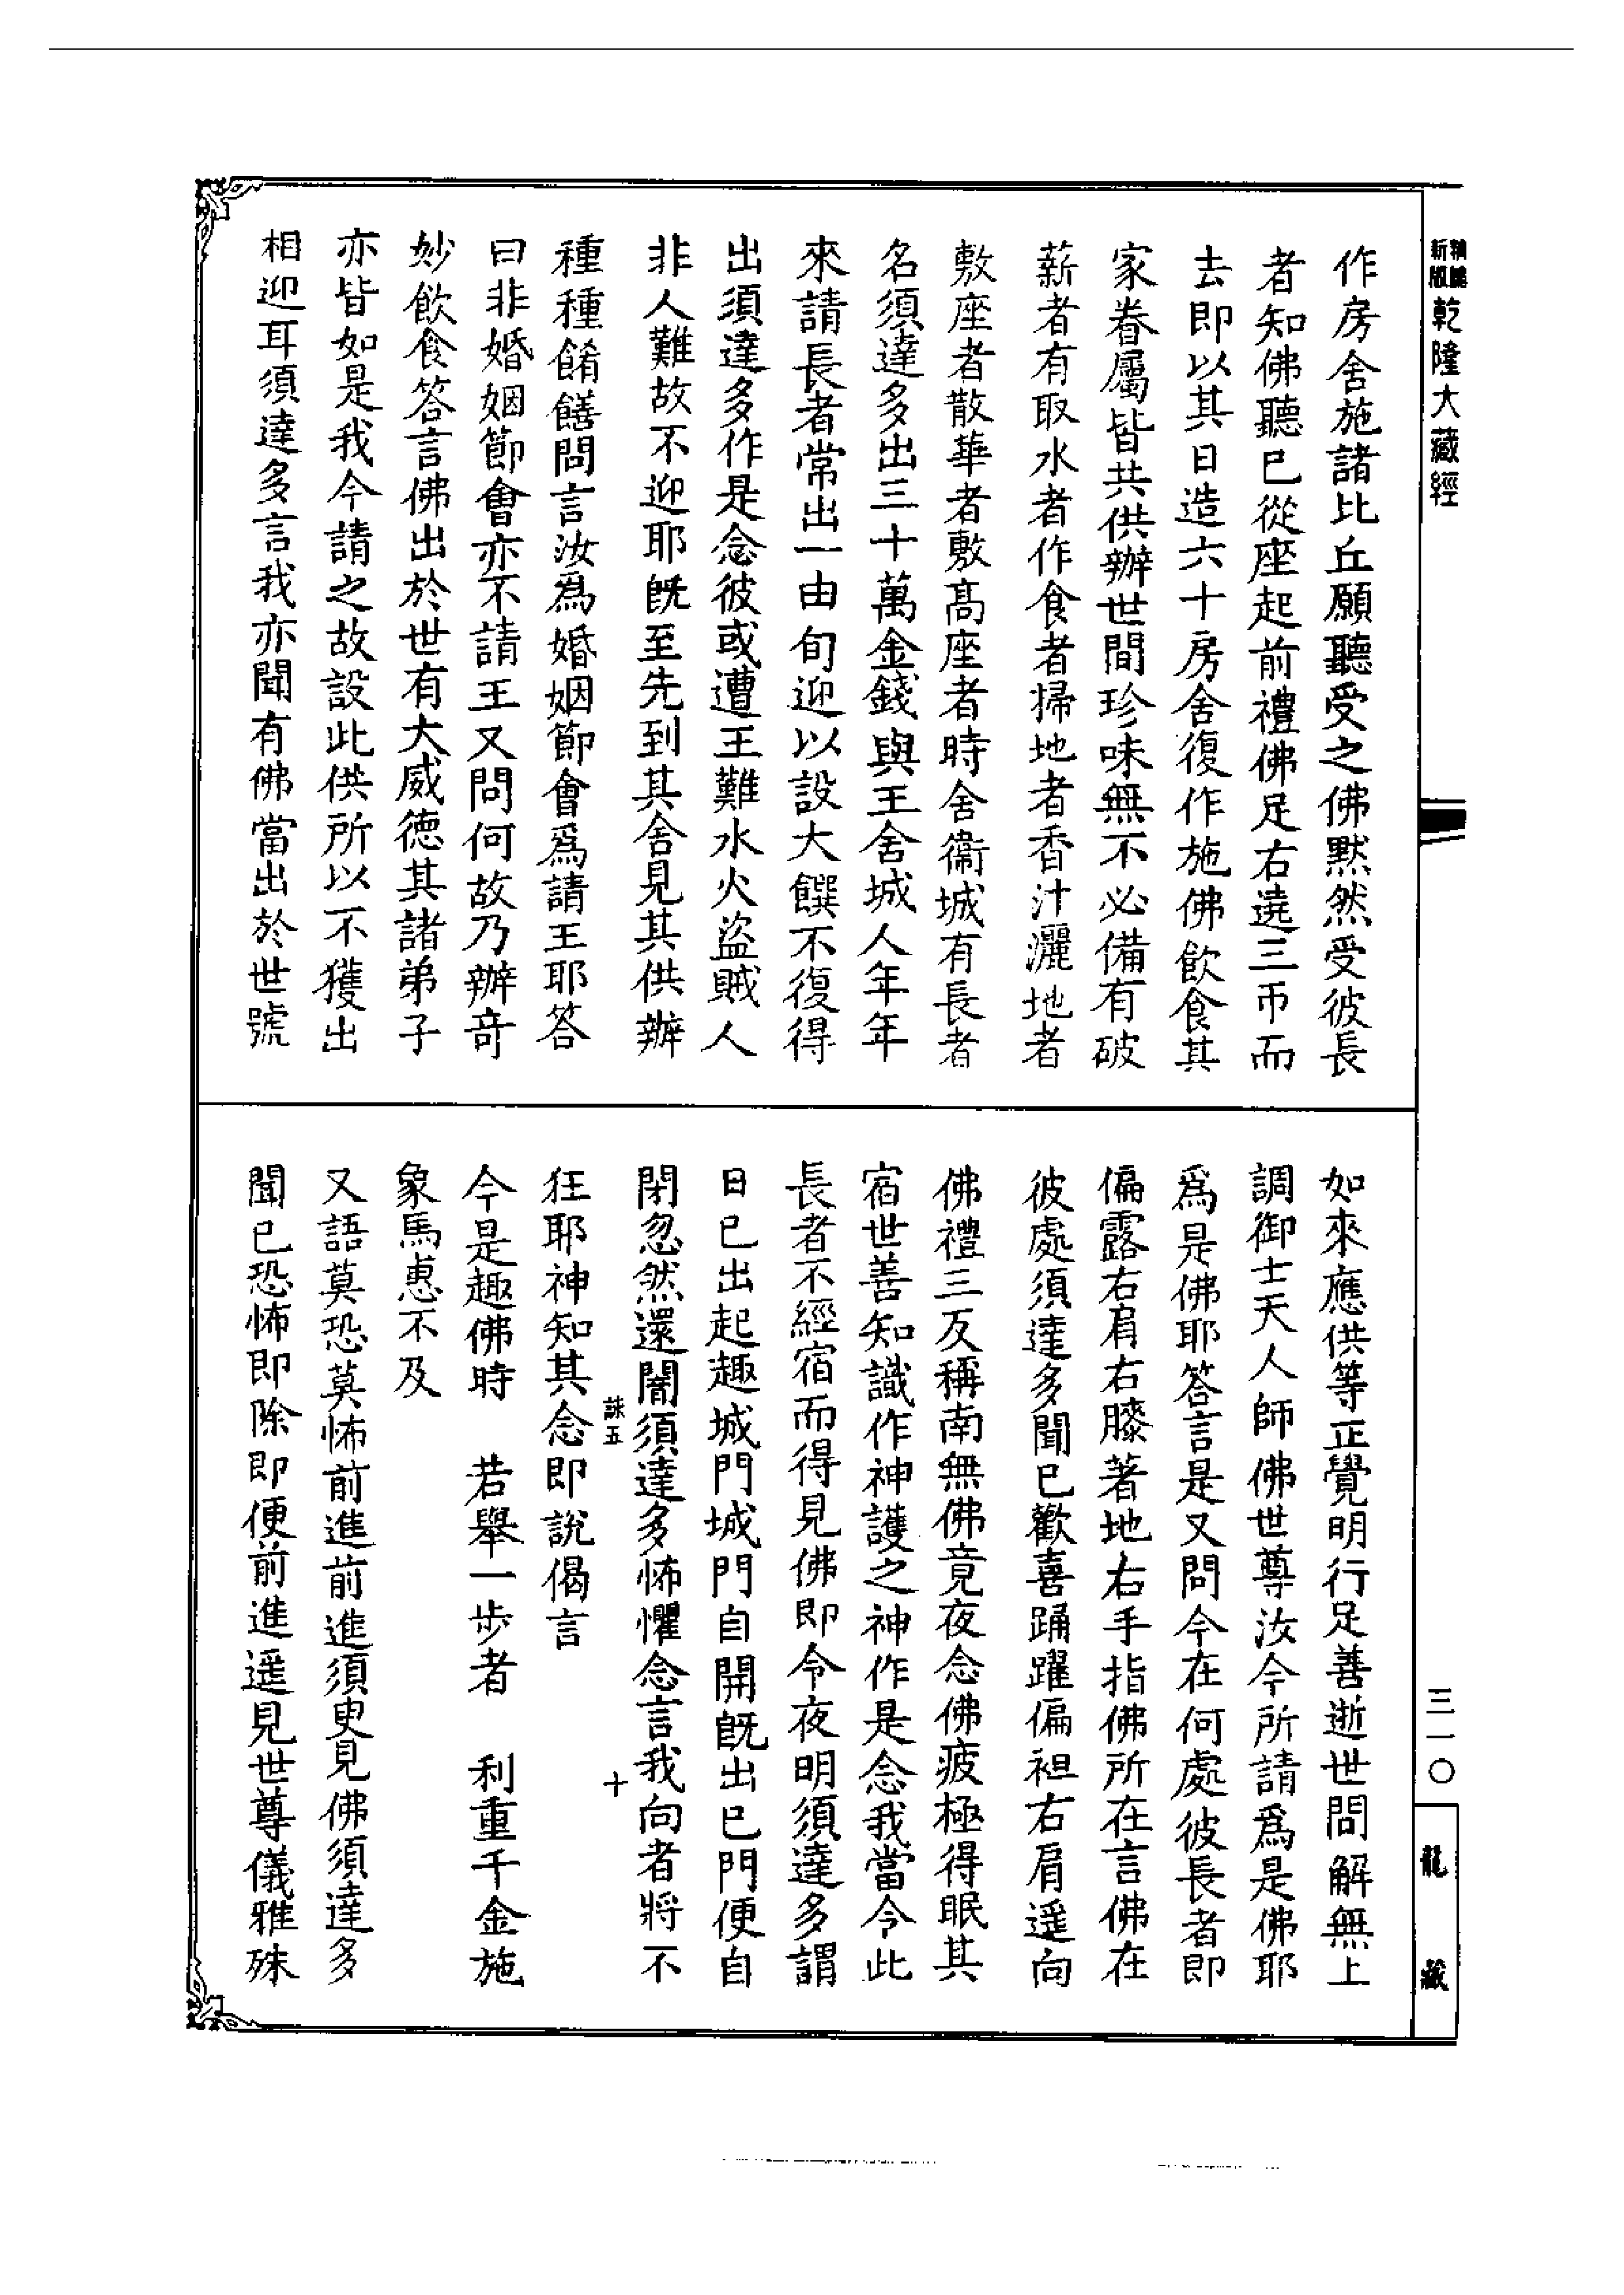 新版
精縮
乾隆大藏經
作房舍施諸比丘願聽受之佛默然受彼長
者知佛聽已從座起前禮佛足右遶三帀而
去即以其日造六十房舍復作施佛飲食其
家眷屬皆共供辦世間珍味無不必備有破
薪者有取水者作食者掃地者香汁灑地者
敷座者散華者敷高座者時舍衛城有長者
名須達多出三十萬金錢與王舍城人年年
來請長者常出一由旬迎以設大饌不復得
出須達多作是念彼或遭王難水火盜賊人
非人難故不迎耶旣至先到其舍見其供辦
種種餚饍問言汝爲婚姻節會爲請王耶答
曰非婚姻節會亦不請王又問何故乃辦奇
妙飲食答言佛出於世有大威德其諸弟子
亦皆如是我今請之故設此供所以不獲出
相迎耳須達多言我亦聞有佛當出於世號
如來應供等正覺明行足善逝世間解無上
調御士天人師佛世尊汝今所請爲是佛耶
爲是佛耶答言是又問今在何處彼長者即
偏露右肩右膝著地右手指佛所在言佛在
彼處須達多聞已歡喜踊躍偏袒右肩遥向
佛禮三反稱南無佛竟夜念佛疲極得眠其
宿世善知識作神護之神作是念我當令此
長者不經宿而得見佛即令夜明須達多謂
日已出起趣城門城門自開旣出已門便自
閉忽然還闇須達多怖懼念言我向者將不
誅五
十
狂耶神知其念即說偈言
今是趣佛時　若舉一步者　利重千金施
象馬惠不及
又語莫恐莫怖前進前進須臾見佛須達多
聞已恐怖即除即便前進遥見世尊儀雅殊
三一〇
龍藏